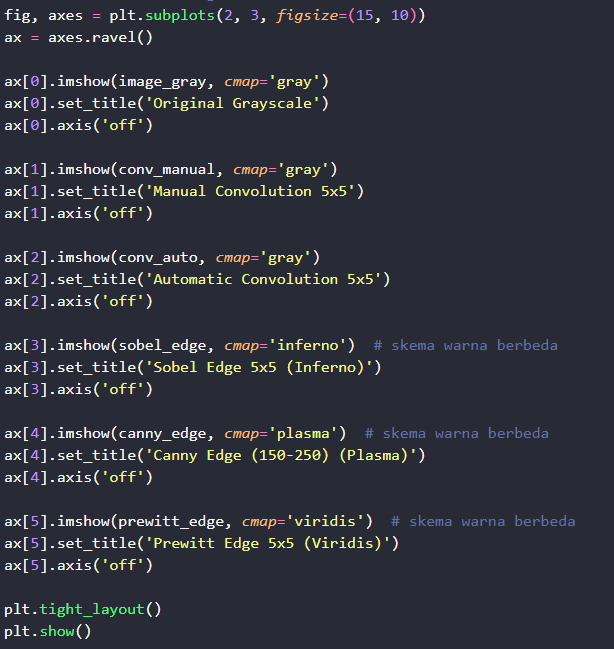 fig, axes = plt.subplots(2, 3, figsize=(15, 10))
ax = axes.ravel()

ax[0].imshow(image_gray, cmap='gray')
ax[0].set_title('Original Grayscale')
ax[0].axis('off')

ax[1].imshow(conv_manual, cmap='gray')
ax[1].set_title('Manual Convolution 5x5')
ax[1].axis('off')

ax[2].imshow(conv_auto, cmap='gray')
ax[2].set_title('Automatic Convolution 5x5')
ax[2].axis('off')

ax[3].imshow(sobel_edge, cmap='inferno')  # skema warna berbeda
ax[3].set_title('Sobel Edge 5x5 (Inferno)')
ax[3].axis('off')

ax[4].imshow(canny_edge, cmap='plasma')  # skema warna berbeda
ax[4].set_title('Canny Edge (150-250) (Plasma)')
ax[4].axis('off')

ax[5].imshow(prewitt_edge, cmap='viridis')  # skema warna berbeda
ax[5].set_title('Prewitt Edge 5x5 (Viridis)')
ax[5].axis('off')

plt.tight_layout()
plt.show()